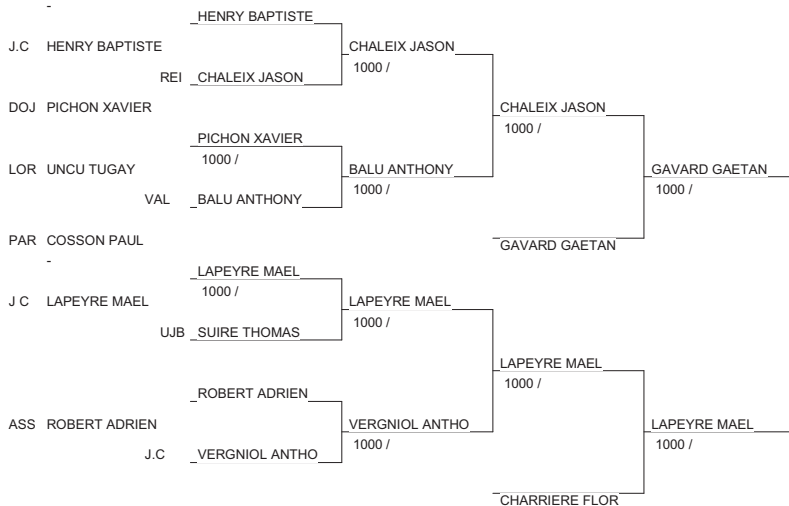 -
HENRY BAPTISTE
J.C HENRY BAPTISTE CHALEIX JASON
1000 /
REI CHALEIX JASON
DOJ PICHON XAVIER CHALEIX JASON
1000 /
PICHON XAVIER
1000 /
LOR UNCU TUGAY BALU ANTHONY GAVARD GAETAN
1000 / 1000 /
VAL BALU ANTHONY
PAR COSSON PAUL GAVARD GAETAN
-
LAPEYRE MAEL
1000 /
J C LAPEYRE MAEL LAPEYRE MAEL
1000 /
UJB SUIRE THOMAS
LAPEYRE MAEL
1000 /
ROBERT ADRIEN
ASS ROBERT ADRIEN VERGNIOL ANTHO LAPEYRE MAEL
1000 / 1000 /
J.C VERGNIOL ANTHO
CHARRIERE FLOR